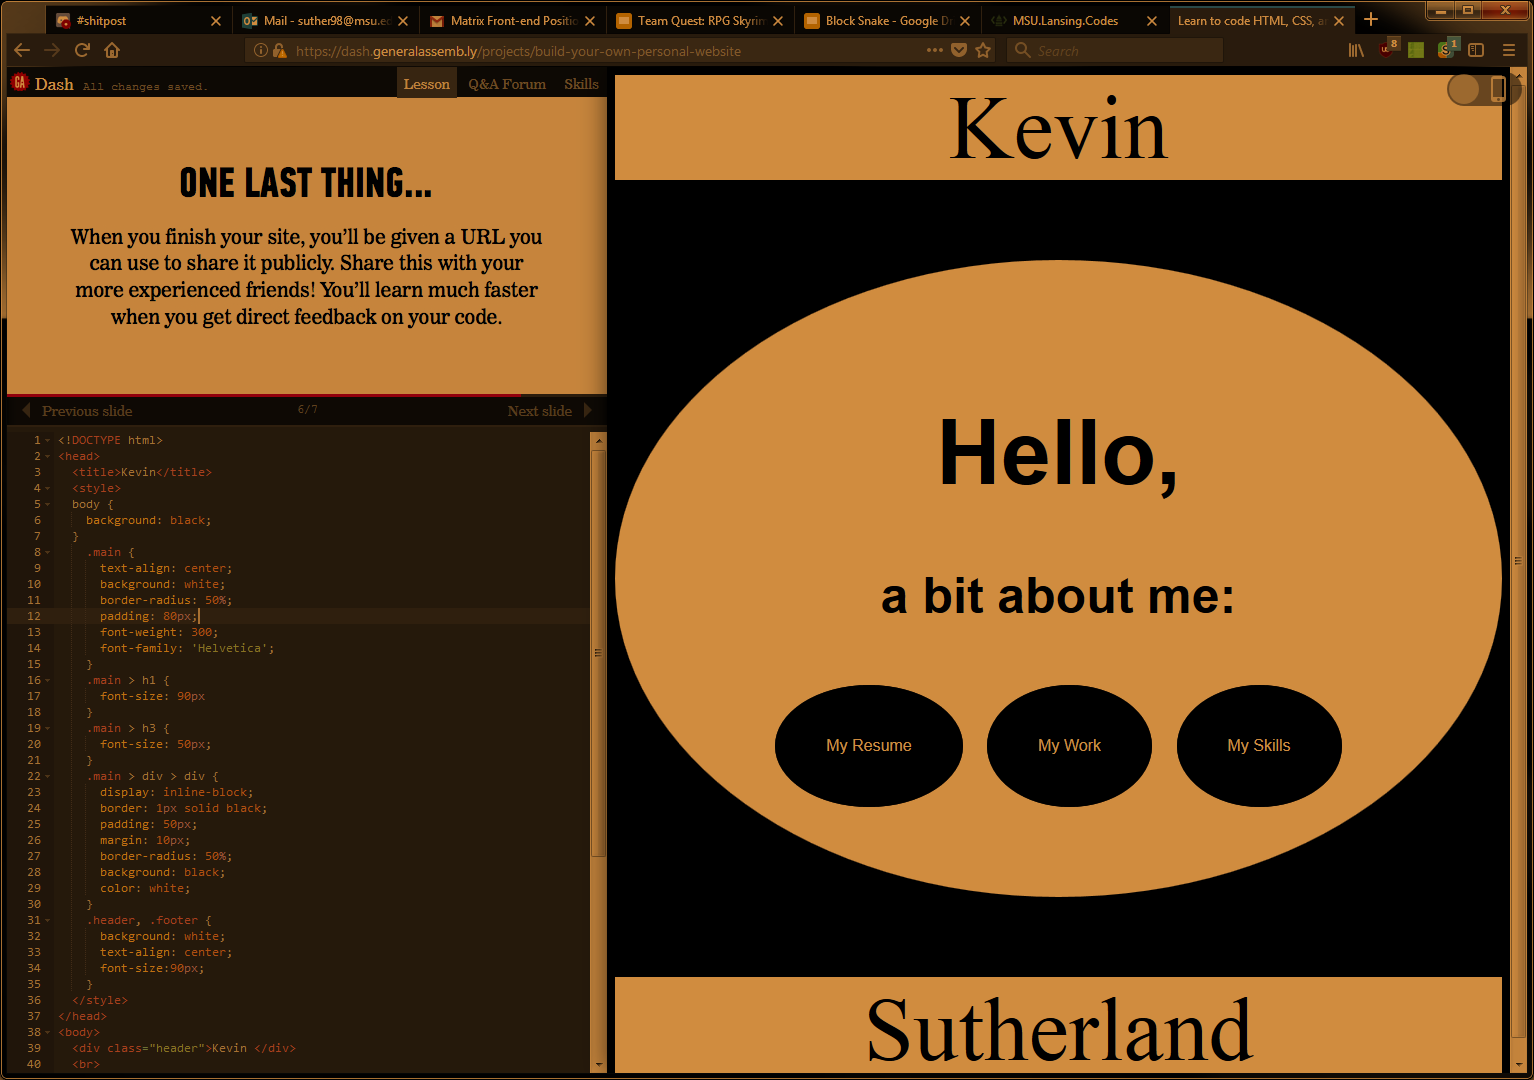 #shitpost
Mail - suther98@msu.ed
Matrix Front-end Positio
Team Quest: RPG Skyrim
Block Snake - Google Do
MSU.Lansing.Codes
Learn to code HTML, CSS, an
https://dash.generalassemb.ly/projects/build-your-own-personal-website
Search
8
1
GA
Dash All changes saved.
Lesson
Q&A Forum
Skills
ONE LAST THING...
When you finish your site, you’ll be given a URL you
can use to share it publicly. Share this with your
more experienced friends! You’ll learn much faster
when you get direct feedback on your code.
Previous slide
6/7
Next slide
1 <!DOCTYPE html>
2 <head>
3 <title>Kevin</title>
4 <style>
5 body {
6 background: black;
7 }
8 .main {
9 text-align: center;
10 background: white;
11 border-radius: 50%;
12 padding: 80px;
13 font-weight: 300;
14 font-family: 'Helvetica';
15 }
16 .main > h1 {
17 font-size: 90px
18 }
19 .main > h3 {
20 font-size: 50px;
21 }
22 .main > div > div {
23 display: inline-block;
24 border: 1px solid black;
25 padding: 50px;
26 margin: 10px;
27 border-radius: 50%;
28 background: black;
29 color: white;
30 }
31 .header, .footer {
32 background: white;
33 text-align: center;
34 font-size:90px;
35 }
36 </style>
37 </head>
38 <body>
39 <div class="header">Kevin </div>
40 <br>
Kevin
Hello,
a bit about me:
My Resume
My Work
My Skills
Sutherland